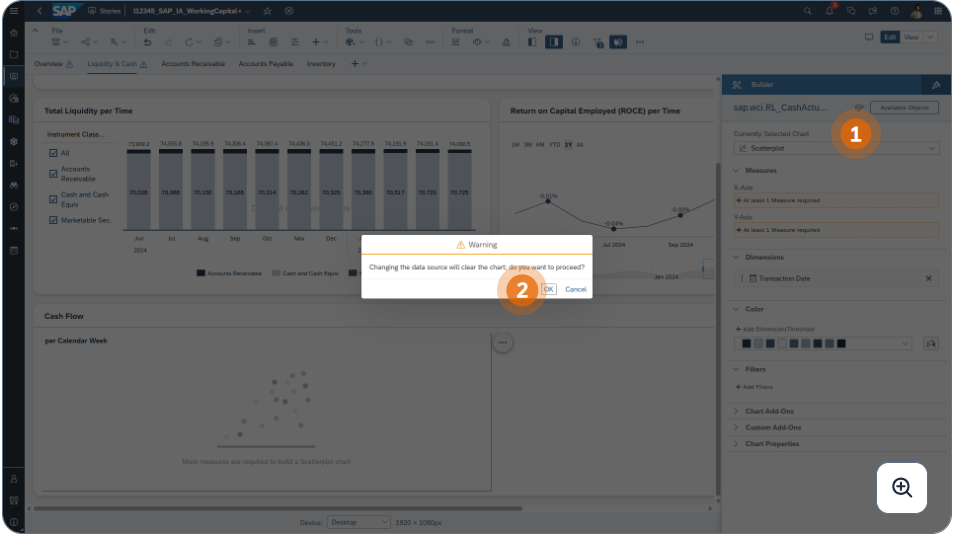 SAP Stories I12345_SAP_IA_WorkingCapital
File Edit Insert Tools Format View
Edit View
Overview Liquidity & Cash Accounts Receivable Accounts Payable Inventory
Builder
sap.wci.RL_CashActu... Available Objects
Currently Selected Chart
1
Scatterplot
Measures
X-Axis
+ At least 1 Measure required
Y-Axis
+ At least 1 Measure required
Dimensions
Transaction Date
Color
+ Add Dimension/Threshold
Filters
+ Add Filters
Chart Add-Ons
Custom Add-Ons
Chart Properties
Total Liquidity per Time
Instrument Class...
All
Accounts
Receivable
Cash and Cash
Equiv
Marketable Sec.
Jun Jul Aug Sep Oct Nov Dec
2024
Accounts Receivable Cash and Cash Equiv
Return on Capital Employed (ROCE) per Time
YTD 1Y All
-0.01%
-0.04%
-0.02%
Jul 2024 Sep 2024
Jan 2024
Warning
Changing the data source will clear the chart; do you want to proceed?
2
OK Cancel
Cash Flow
per Calendar Week
More measures are required to build a Scatterplot chart
Device: Desktop 1920 × 1080px